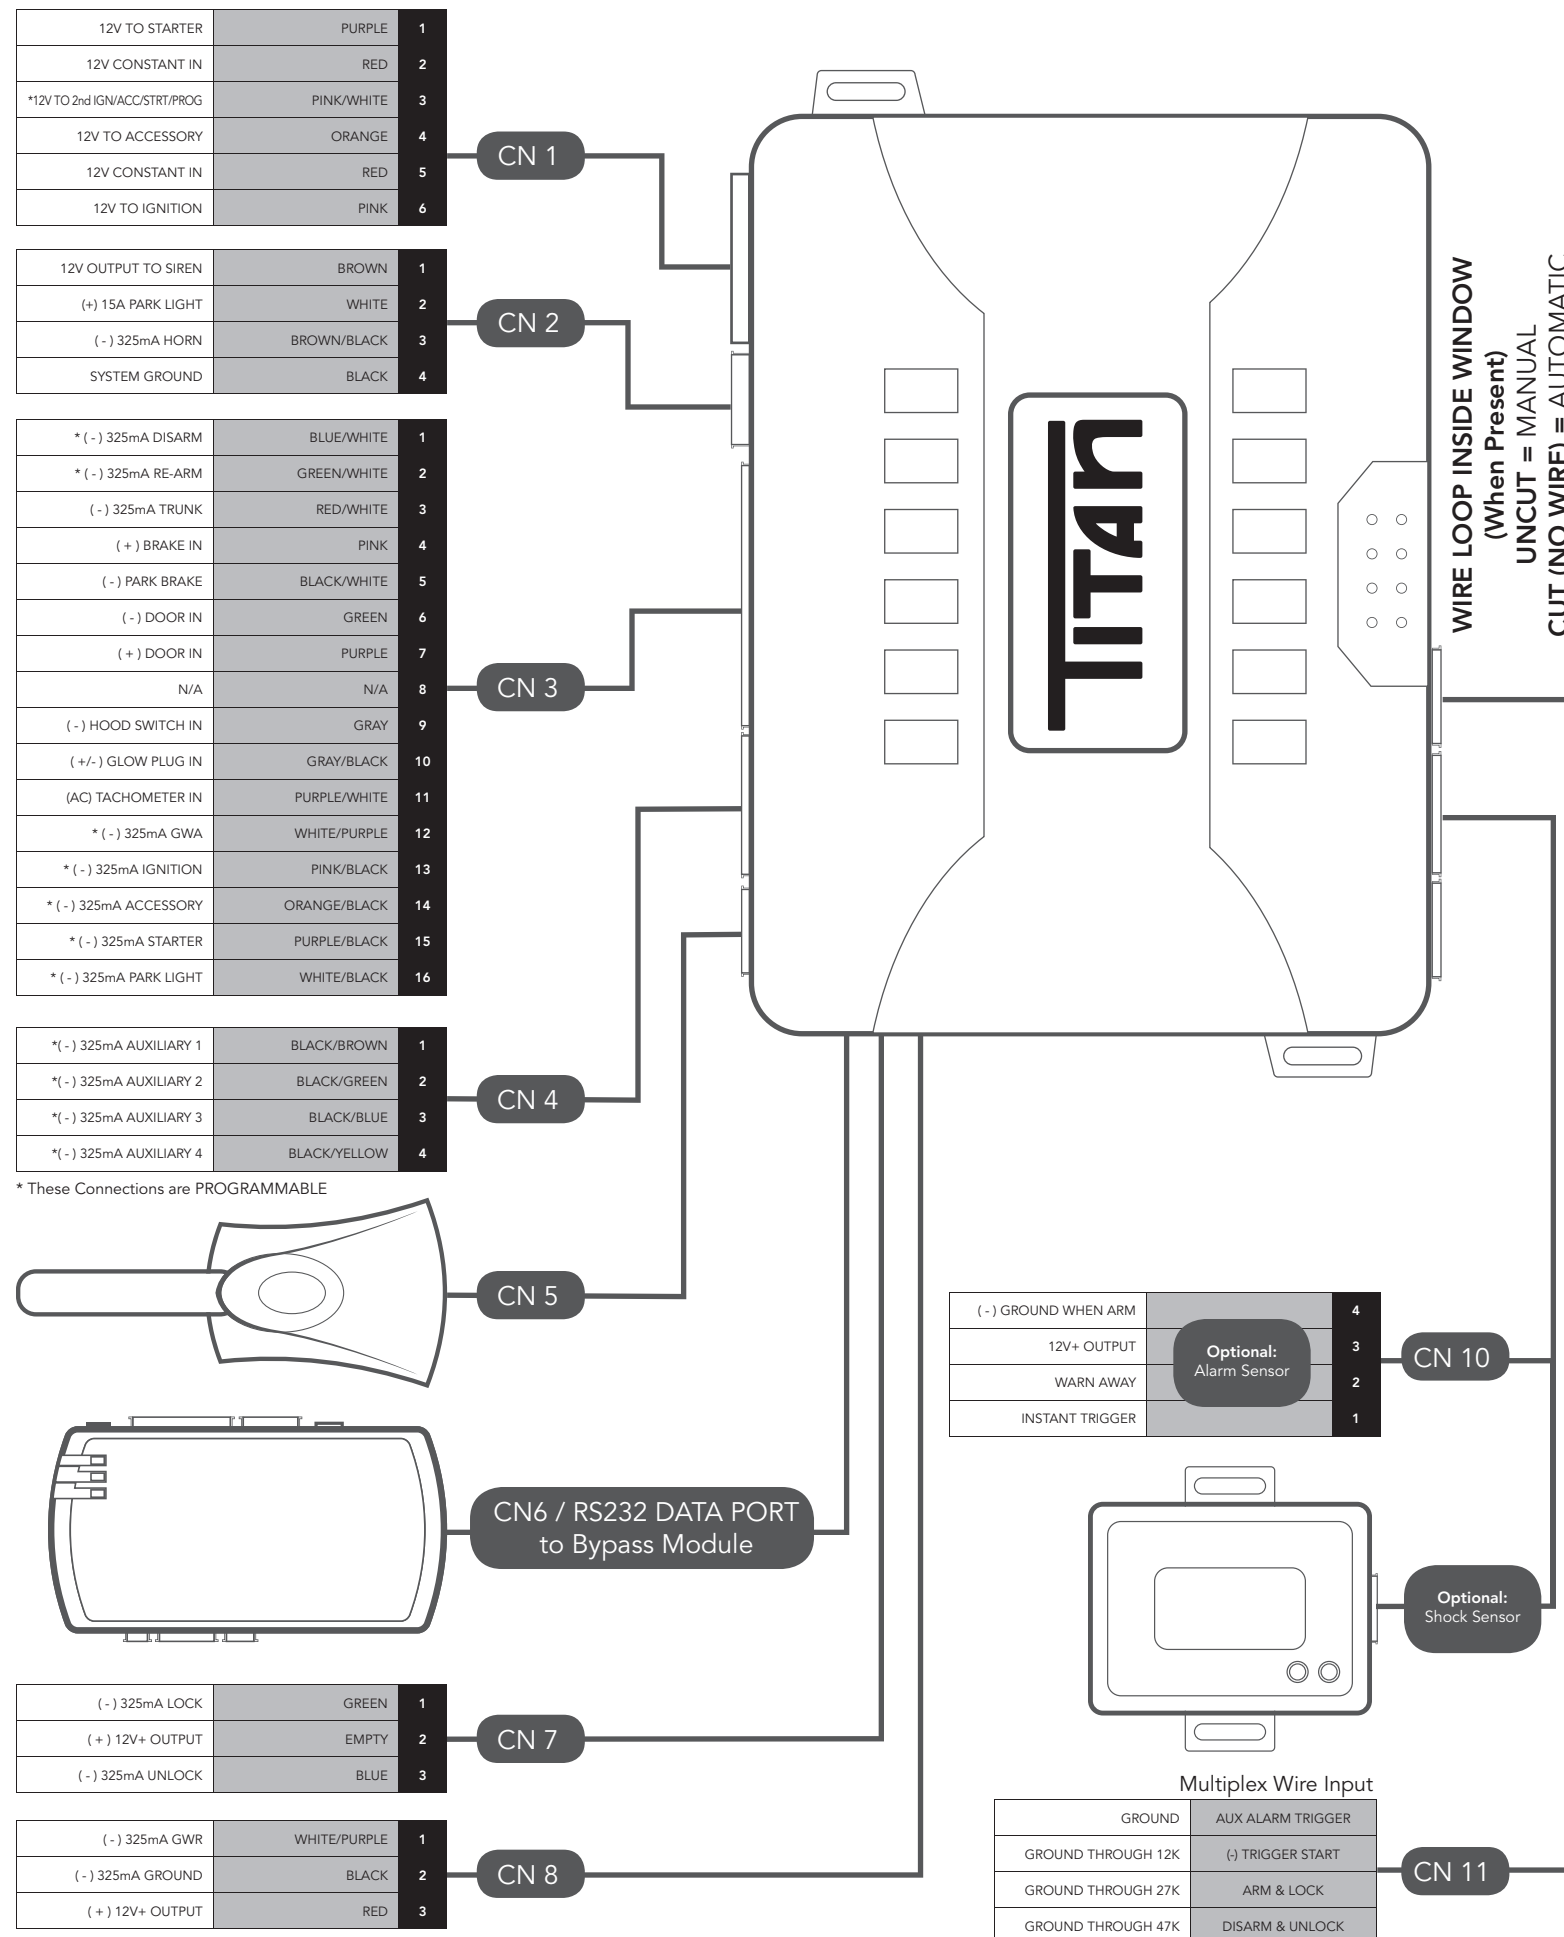 12V TO STARTER PURPLE 1
12V CONSTANT IN RED 2
*12V TO 2nd IGN/ACC/STRT/PROG PINK/WHITE 3
12V TO ACCESSORY ORANGE 4
12V CONSTANT IN RED 5
12V TO IGNITION PINK 6
CN 1
12V OUTPUT TO SIREN BROWN 1
(+) 15A PARK LIGHT WHITE 2
( - ) 325mA HORN BROWN/BLACK 3
SYSTEM GROUND BLACK 4
CN 2
* ( - ) 325mA DISARM BLUE/WHITE 1
* ( - ) 325mA RE-ARM GREEN/WHITE 2
( - ) 325mA TRUNK RED/WHITE 3
( + ) BRAKE IN PINK 4
( - ) PARK BRAKE BLACK/WHITE 5
( - ) DOOR IN GREEN 6
( + ) DOOR IN PURPLE 7
N/A N/A 8
( - ) HOOD SWITCH IN GRAY 9
( +/- ) GLOW PLUG IN GRAY/BLACK 10
(AC) TACHOMETER IN PURPLE/WHITE 11
* ( - ) 325mA GWA WHITE/PURPLE 12
* ( - ) 325mA IGNITION PINK/BLACK 13
* ( - ) 325mA ACCESSORY ORANGE/BLACK 14
* ( - ) 325mA STARTER PURPLE/BLACK 15
* ( - ) 325mA PARK LIGHT WHITE/BLACK 16
CN 3
*( - ) 325mA AUXILIARY 1 BLACK/BROWN 1
*( - ) 325mA AUXILIARY 2 BLACK/GREEN 2
*( - ) 325mA AUXILIARY 3 BLACK/BLUE 3
*( - ) 325mA AUXILIARY 4 BLACK/YELLOW 4
CN 4
* These Connections are PROGRAMMABLE
CN 5
CN6 / RS232 DATA PORT
to Bypass Module
( - ) 325mA LOCK GREEN 1
( + ) 12V+ OUTPUT EMPTY 2
( - ) 325mA UNLOCK BLUE 3
CN 7
( - ) 325mA GWR WHITE/PURPLE 1
( - ) 325mA GROUND BLACK 2
( + ) 12V+ OUTPUT RED 3
CN 8
TITAN
WIRE LOOP INSIDE WINDOW
(When Present)
UNCUT = MANUAL
CUT (NO WIRE) = AUTOMATIC
( - ) GROUND WHEN ARM 4
12V+ OUTPUT 3
WARN AWAY 2
INSTANT TRIGGER 1
Optional:
Alarm Sensor
CN 10
Optional:
Shock Sensor
Multiplex Wire Input
GROUND AUX ALARM TRIGGER
GROUND THROUGH 12K (-) TRIGGER START
GROUND THROUGH 27K ARM & LOCK
GROUND THROUGH 47K DISARM & UNLOCK
CN 11